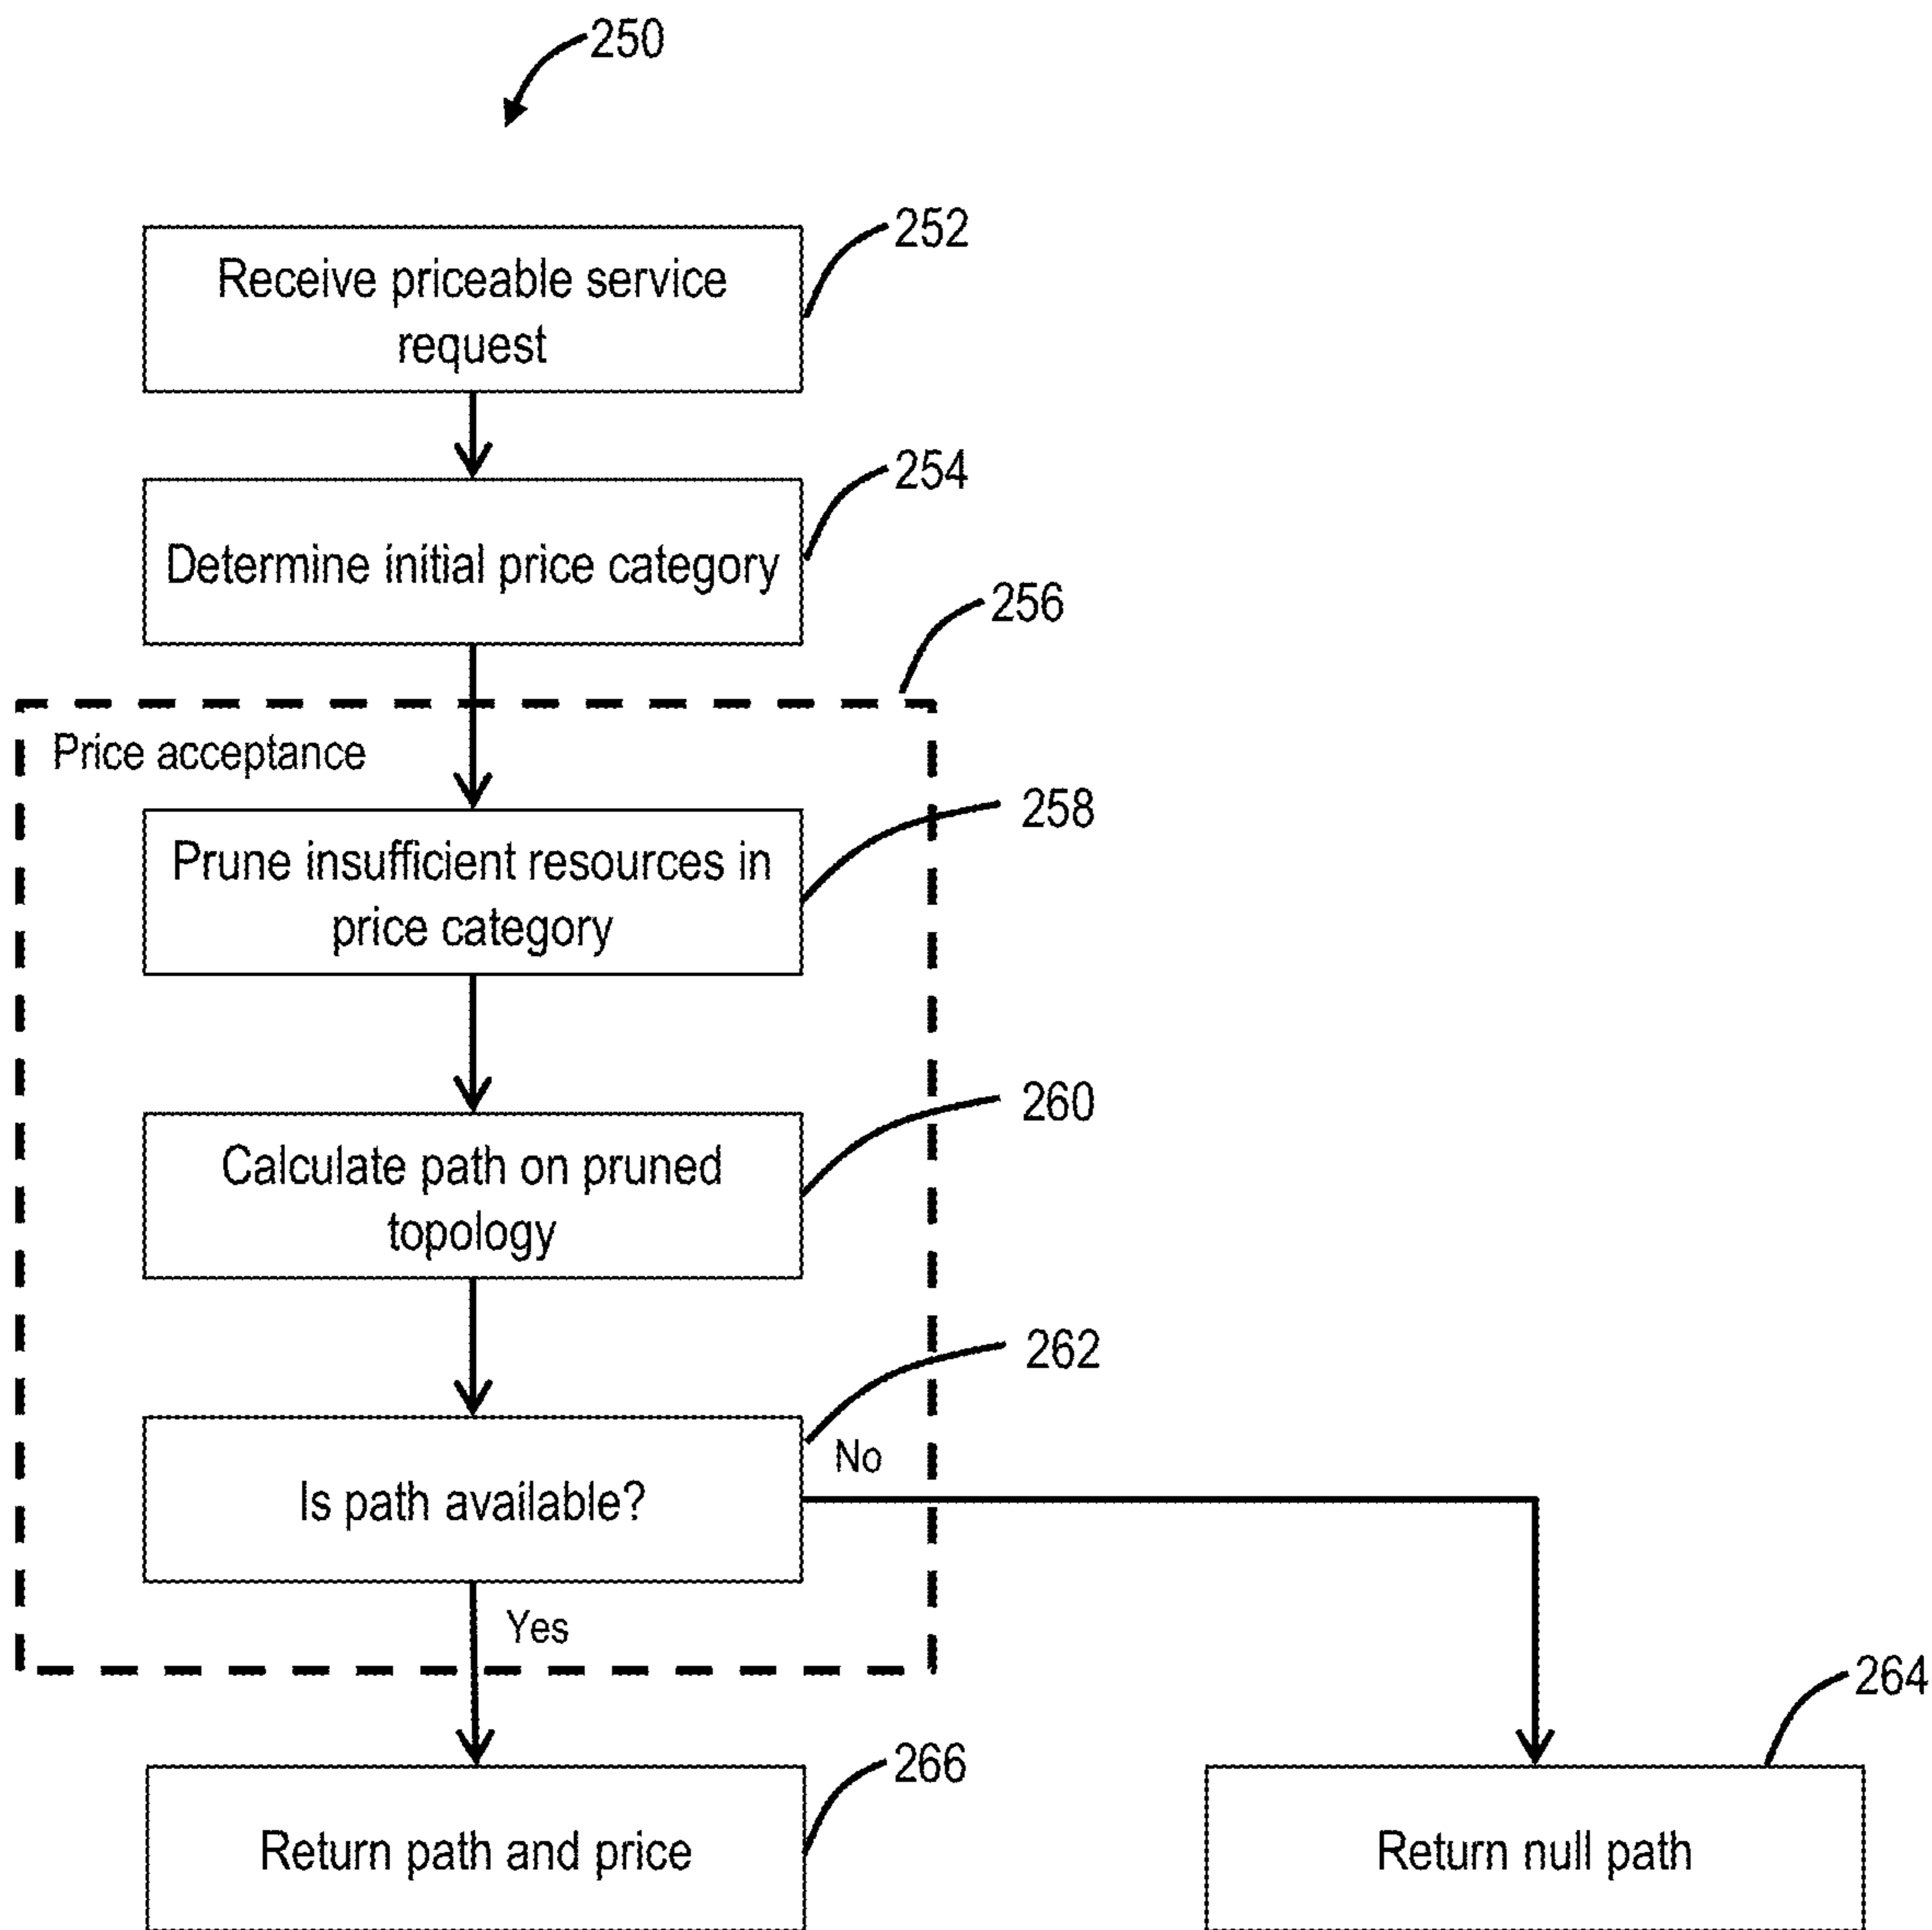 250
252
Receive priceable service
request
254
Determine initial price category
256
Price acceptance
258
Prune insufficient resources in
price category
260
Calculate path on pruned
topology
262
Is path available?
No
Yes
264
266
Return path and price
Return null path